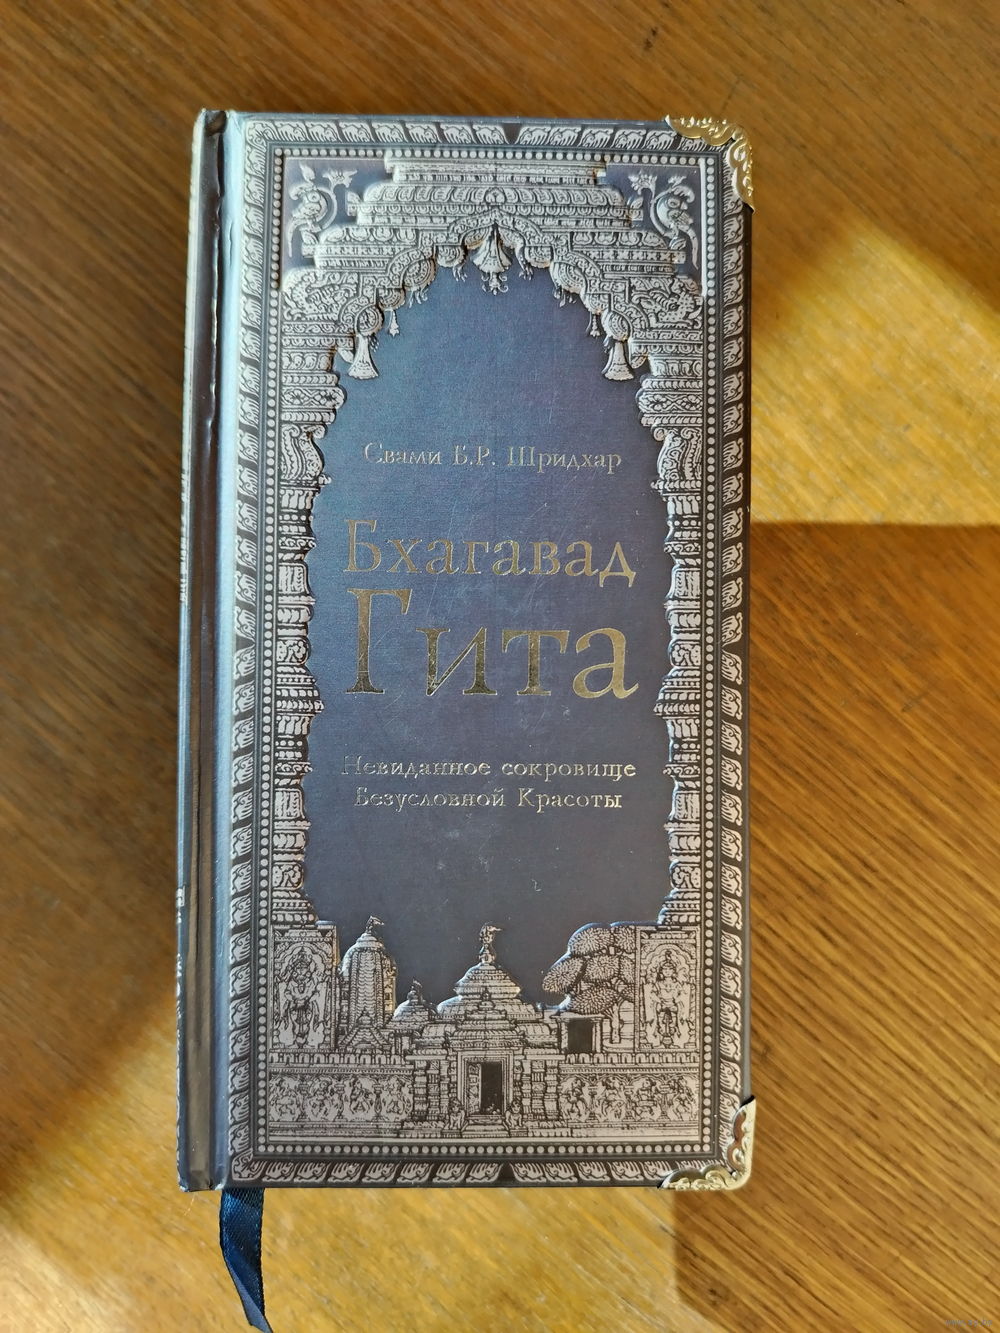 Свами Б.Р. Шридхар
Бхагавад
Гита
Невиданное сокровище
Безусловной Красоты